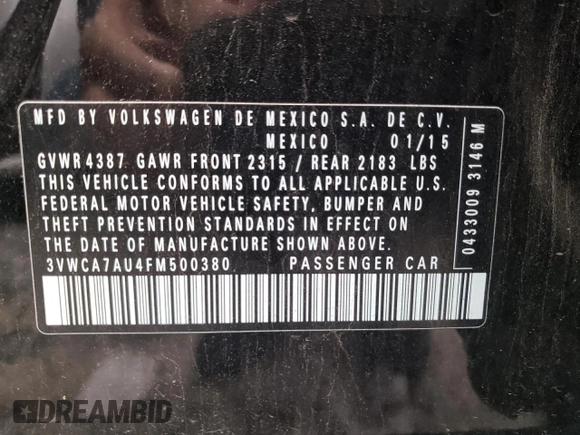 MFD BY VOLKSWAGEN DE MEXICO S.A. DE C.V.
MEXICO 01/15
GVWR 4387 GAWR FRONT 2315 / REAR 2183 LBS
THIS VEHICLE CONFORMS TO ALL APPLICABLE U.S.
FEDERAL MOTOR VEHICLE SAFETY, BUMPER AND
THEFT PREVENTION STANDARDS IN EFFECT ON
THE DATE OF MANUFACTURE SHOWN ABOVE.
3VWCA7AU4FM500380 PASSENGER CAR
0433009 3146 M
DREAMBID